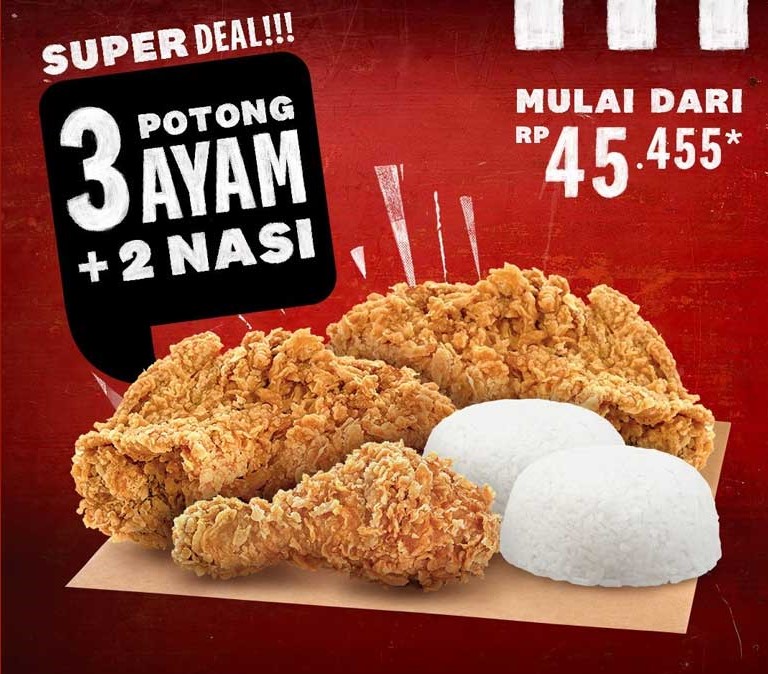 SUPER DEAL!!!
3 POTONG
AYAM
+ 2 NASI
MULAI DARI
RP 45.455*